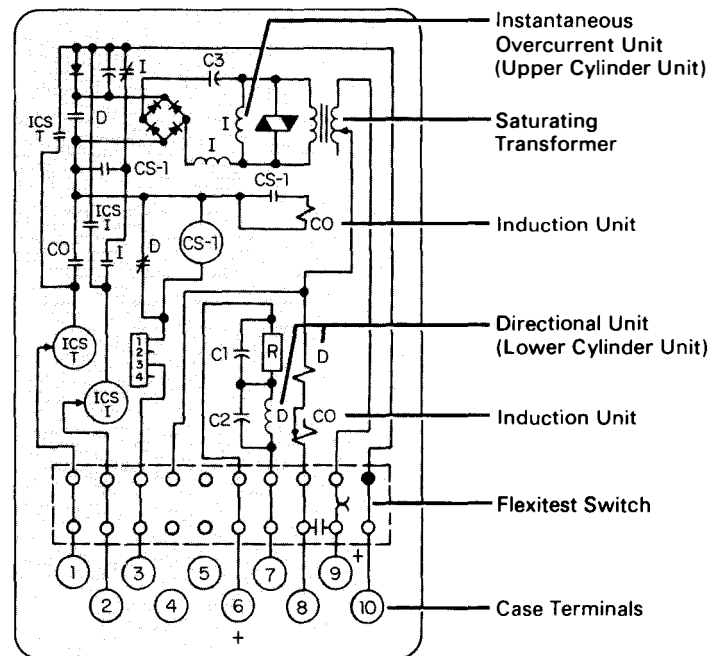 Instantaneous
Overcurrent Unit
(Upper Cylinder Unit)
C3
I
ICS
T
D
I
Saturating
Transformer
I
CS-1
CS-1
ICS
I
CO
Induction Unit
CO
I
D
CS-1
Directional Unit
(Lower Cylinder Unit)
ICS
T
1
2
3
4
C1
R
D
ICS
I
C2
D
CO
Induction Unit
Flexitest Switch
1
2
3
4
5
6
7
8
9
10
+
+
Case Terminals